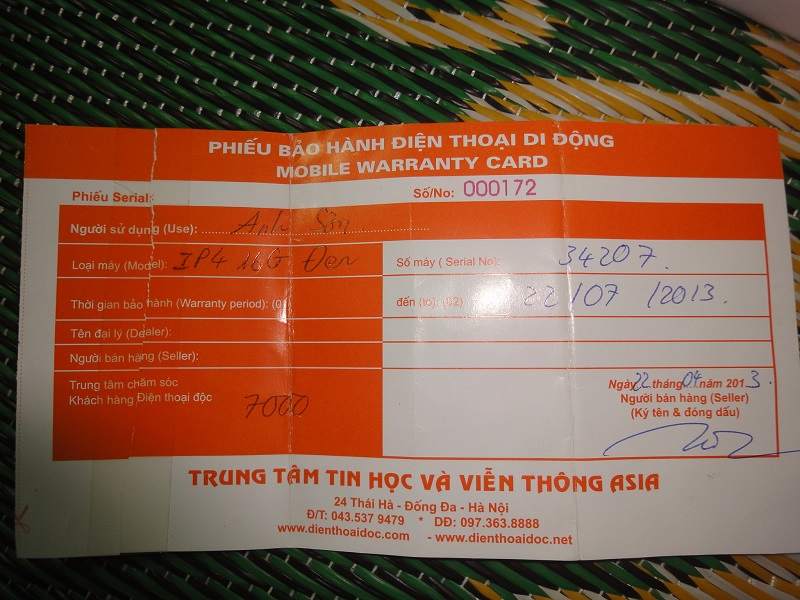 PHIẾU BẢO HÀNH ĐIỆN THOẠI DI ĐỘNG
MOBILE WARRANTY CARD
Phiếu Serial: Số/No: 000172
Người sử dụng (Use): Anh Sơn
Loại máy (Model): IP4 16G Đen Số máy ( Serial No): 34207.
Thời gian bảo hành (Warranty period): (0 đến (to): (02) 22/07/2013.
Tên đại lý (Dealer):
Người bán hàng (Seller):
Trung tâm chăm sóc
Khách hàng Điện thoại độc 7000
Ngày 22 tháng 04 năm 2013.
Người bán hàng (Seller)
(Ký tên & đóng dấu)
TRUNG TÂM TIN HỌC VÀ VIỄN THÔNG ASIA
24 Thái Hà - Đống Đa - Hà Nội
Đ/T: 043.537 9479 * DĐ: 097.363.8888
www.dienthoaidoc.com - www.dienthoaidoc.net